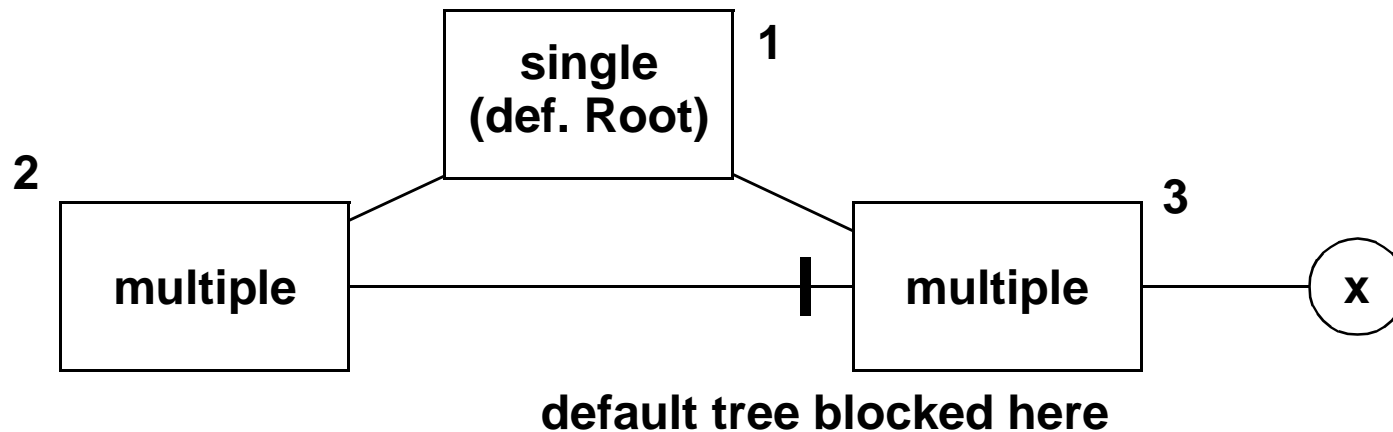 single
(def. Root)
1
2
multiple
multiple
3
x
default tree blocked here